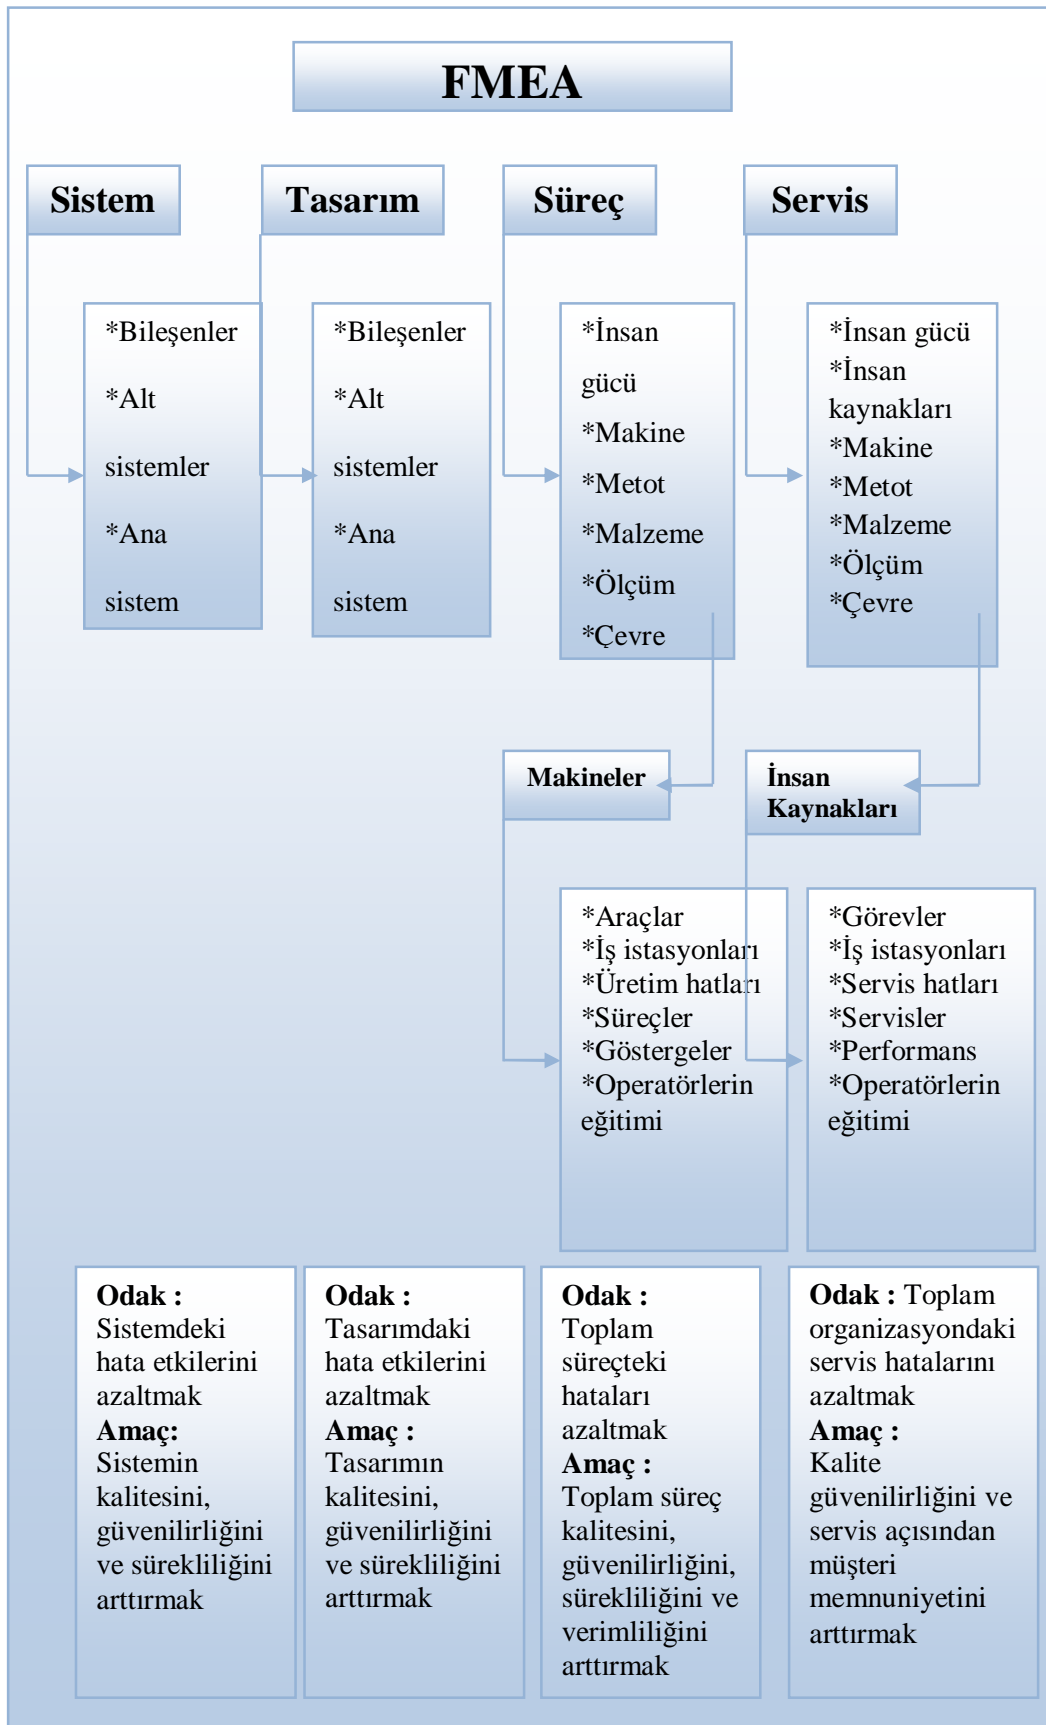 FMEA
Sistem
Tasarım
Süreç
Servis
*Bileşenler
*Alt
sistemler
*Ana
sistem
*Bileşenler
*Alt
sistemler
*Ana
sistem
*İnsan
gücü
*Makine
*Metot
*Malzeme
*Ölçüm
*Çevre
*İnsan gücü
*İnsan
kaynakları
*Makine
*Metot
*Malzeme
*Ölçüm
*Çevre
Makineler
İnsan
Kaynakları
*Araçlar
*İş istasyonları
*Üretim hatları
*Süreçler
*Göstergeler
*Operatörlerin
eğitimi
*Görevler
*İş istasyonları
*Servis hatları
*Servisler
*Performans
*Operatörlerin
eğitimi
Odak :
Sistemdeki
hata etkilerini
azaltmak
Amaç:
Sistemin
kalitesini,
güvenilirliğini
ve sürekliliğini
arttırmak
Odak :
Tasarımdaki
hata etkilerini
azaltmak
Amaç :
Tasarımın
kalitesini,
güvenilirliğini
ve sürekliliğini
arttırmak
Odak :
Toplam
süreçteki
hataları
azaltmak
Amaç :
Toplam süreç
kalitesini,
güvenilirliğini,
sürekliliğini ve
verimliliğini
arttırmak
Odak : Toplam
organizasyondaki
servis hatalarını
azaltmak
Amaç :
Kalite
güvenilirliğini ve
servis açısından
müşteri
memnuniyetini
arttırmak